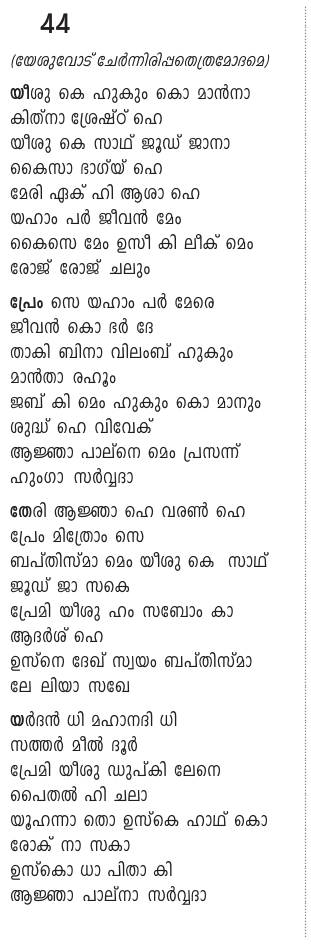 44
(യേശുവോട് ചേർന്നിരിപ്പതെത്രമോദമെ)
യീശു കെ ഹുകും കൊ മാൻനാ
കിത്‌നാ ശ്രേഷ്ഠ് ഹെ
യീശു കെ സാഥ് ജൂഡ് ജാനാ
കൈസാ ഭാഗ്യ് ഹെ
മേരി ഏക് ഹി ആശാ ഹെ
യഹാം പർ ജീവൻ മേം
കൈസെ മേം ഉസീ കി ലീക് മെം
രോജ് രോജ് ചലും
പ്രേം സെ യഹാം പർ മേരെ
ജീവൻ കൊ ഭർ ദേ
താകി ബിനാ വിലംബ് ഹുകും
മാൻതാ രഹൂം
ജബ് കി മെം ഹുകും കൊ മാനും
ശുദ്ധ് ഹെ വിവേക്
ആജ്ഞാ പാല്നെ മെം പ്രസന്ന്
ഹുംഗാ സർവ്വദാ
തേരി ആജ്ഞാ ഹെ വരൺ ഹെ
പ്രേം മിത്രോം സെ
ബപ്തിസ്മാ മെം യീശു കെ സാഥ്
ജൂഡ് ജാ സകെ
പ്രേമി യീശു ഹം സബോം കാ
ആദർശ് ഹെ
ഉസ്നെ ദേഖ് സ്വയം ബപ്തിസ്മാ
ലേ ലിയാ സഖേ
യർദൻ ധി മഹാനദി ധി
സത്തർ മീൽ ദൂർ
പ്രേമി യീശു ഡുപ്കി ലേനെ
പൈതൽ ഹി ചലാ
യൂഹന്നാ തൊ ഉസ്കെ ഹാഥ് കൊ
രോക് നാ സകാ
ഉസ്കൊ ധാ പിതാ കി
ആജ്ഞാ പാല്നാ സർവ്വദാ